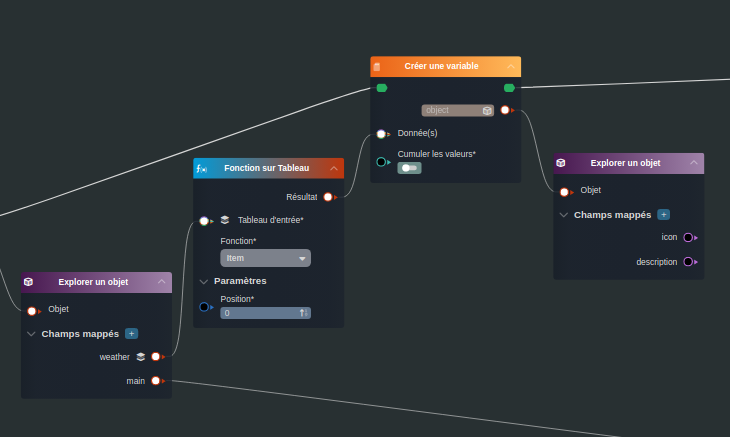 Créer une variable
object
Donnée(s)
Cumuler les valeurs*
Explorer un objet
Objet
Champs mappés +
icon
description
f(x) Fonction sur Tableau
Résultat
Tableau d'entrée*
Fonction*
Item
Paramètres
Position*
0
Explorer un objet
Objet
Champs mappés +
weather
main